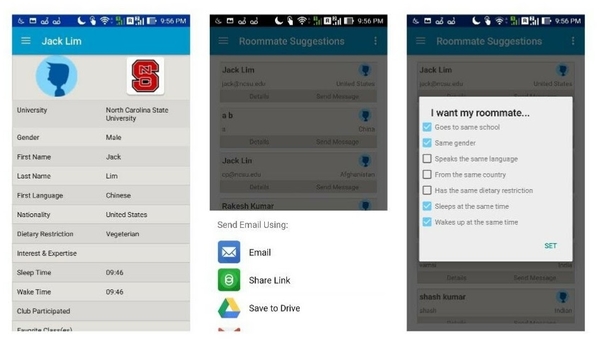 9:56 PM
Jack Lim
S
University North Carolina State
University
Gender Male
First Name Jack
Last Name Lim
First Language Chinese
Nationality United States
Dietary Restriction Vegeterian
Interest & Expertise
Sleep Time 09:46
Wake Time 09:46
Club Participated
Favorite Class(es)
9:56 PM
Roommate Suggestions
Jack Lim
jack@ncsu.edu United States
Details Send Message
a b
a China
Details Send Message
Jack Lin
Afghanistan
Details Send Message
Rakesh Kumar
Send Email Using:
Email
Share Link
Save to Drive
9:56 PM
Roommate Suggestions
Jack Lim
jack@ncsu.edu United States
I want my roommate...
Goes to same school
Same gender
Speaks the same language
From the same country
Has the same dietary restriction
Sleeps at the same time
Wakes up at the same time
SET
Details Send Message
shash kumar
shash Indian
Details Send Message